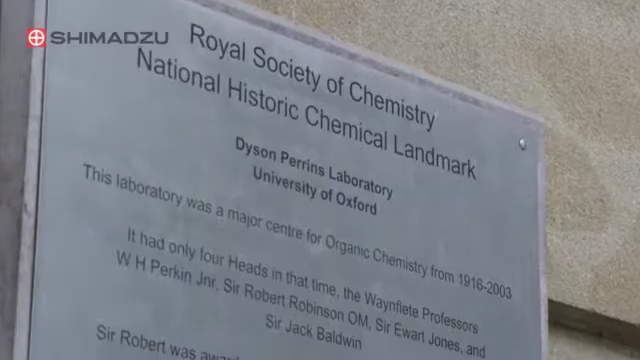 SHIMADZU
Royal Society of Chemistry
National Historic Chemical Landmark
Dyson Perrins Laboratory
University of Oxford
This laboratory was a major centre for Organic Chemistry from 1916-2003
It had only four Heads in that time, the Waynflete Professors
W H Perkin Jnr, Sir Robert Robinson OM, Sir Ewart Jones, and
Sir Jack Baldwin
Sir Robert was